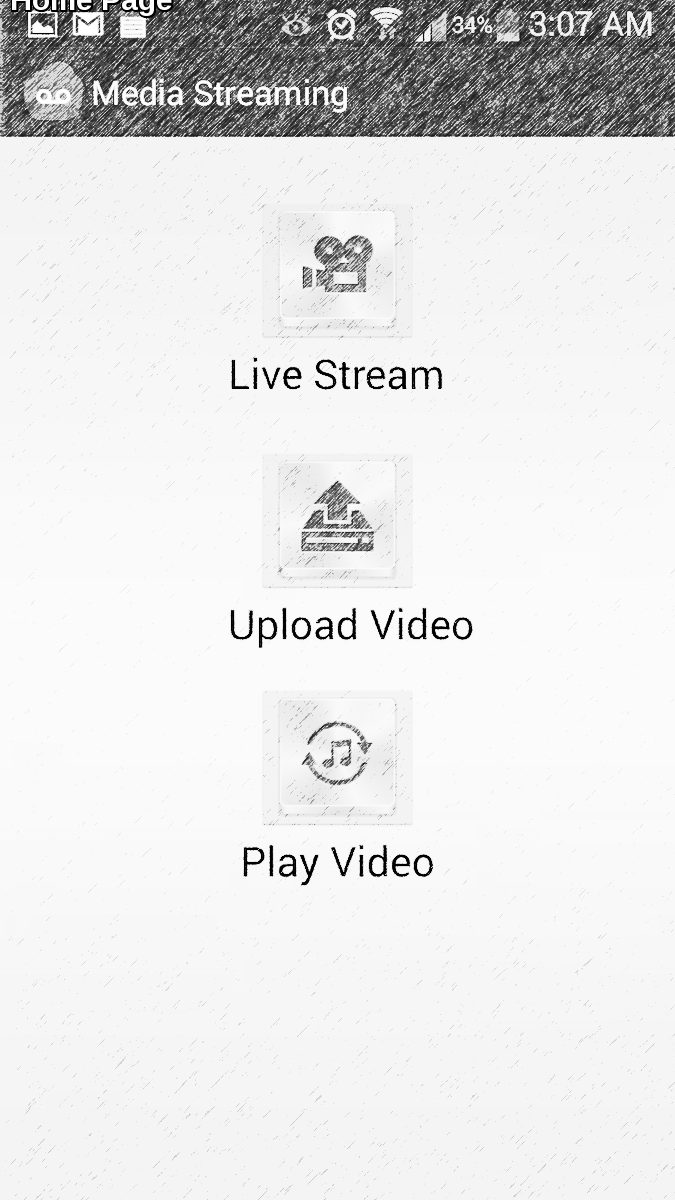 Home Page
34% 3:07 AM
Media Streaming
Live Stream
Upload Video
Play Video